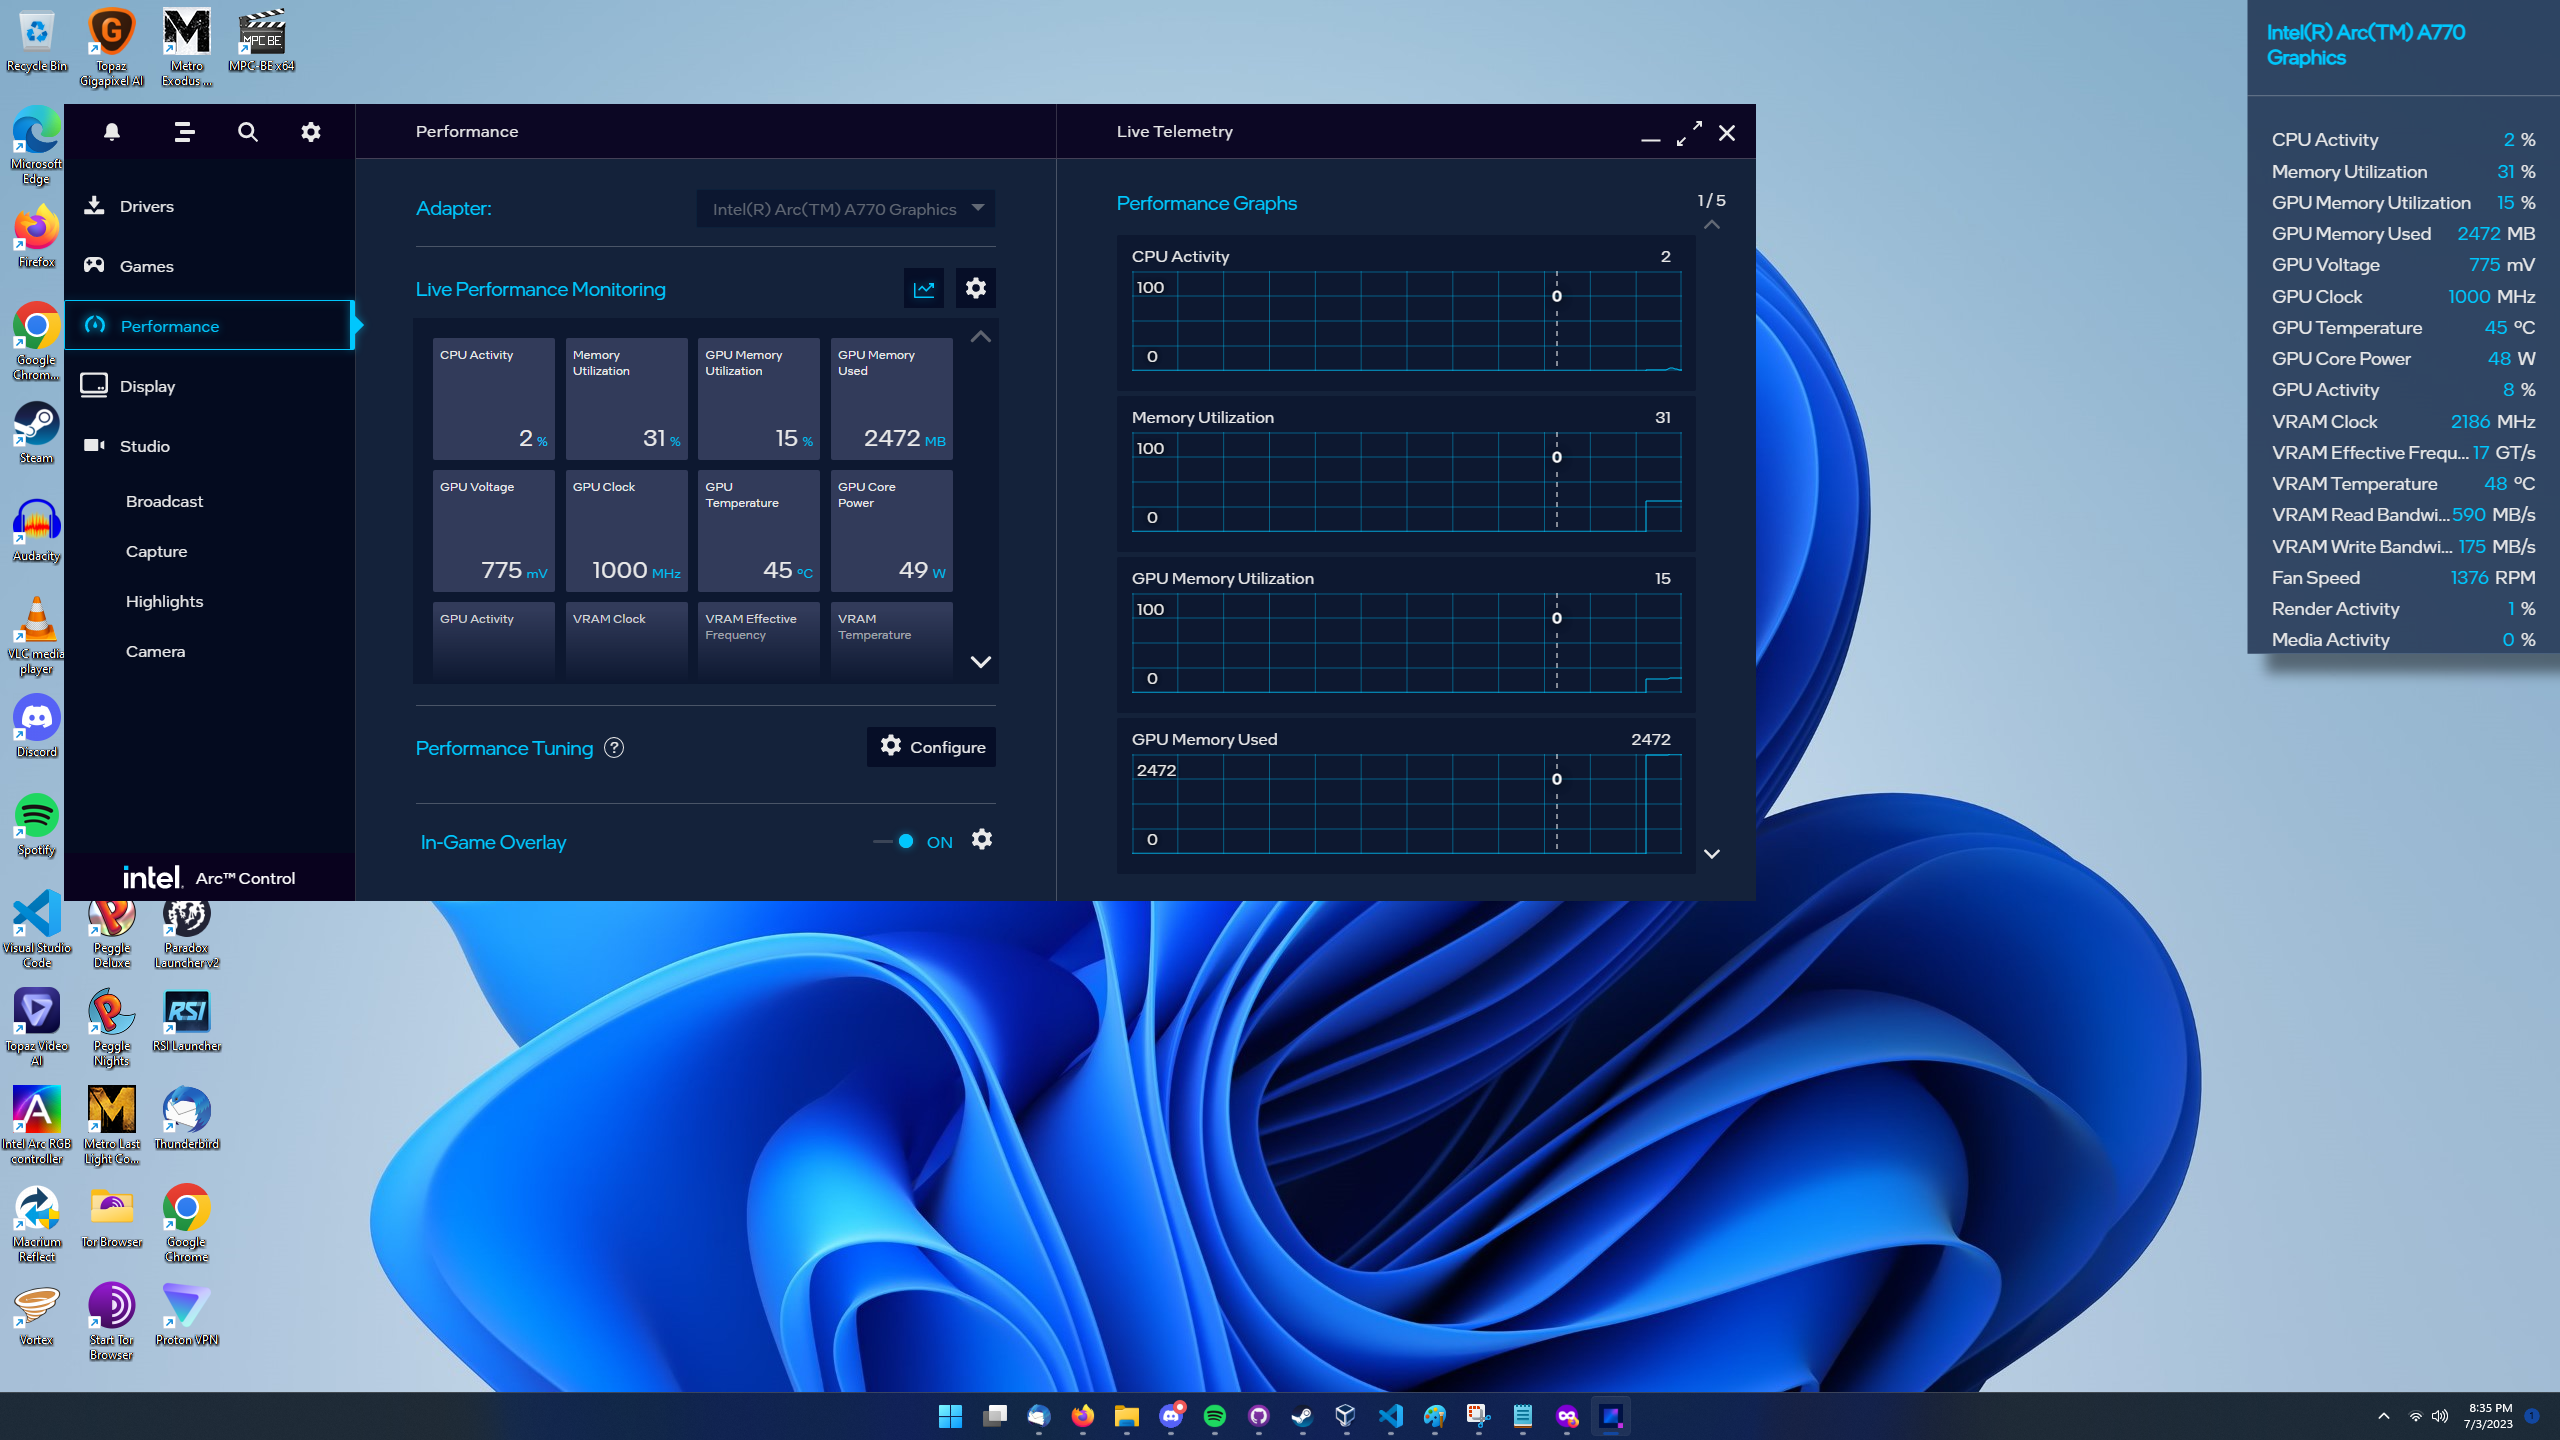 Recycle Bin
Topaz
Gigapixel AI
Metro
Exodus ...
MPC BE
MPC-BE x64
Microsoft
Edge
Firefox
Google
Chrom...
Steam
Audacity
VLC media
player
Discord
Spotify
Visual Studio
Code
Peggle
Deluxe
Paradox
Launcher v2
Topaz Video
AI
Peggle
Nights
RSI
RSI Launcher
Intel Arc RGB
controller
Metro Last
Light Co...
Thunderbird
Macrium
Reflect
Tor Browser
Google
Chrome
Vortex
Start Tor
Browser
Proton VPN
Drivers
Games
Performance
Display
Studio
Broadcast
Capture
Highlights
Camera
intel. Arc™ Control
Performance
Adapter:
Intel(R) Arc(TM) A770 Graphics
Live Performance Monitoring
CPU Activity
2 %
Memory
Utilization
31 %
GPU Memory
Utilization
15 %
GPU Memory
Used
2472 MB
GPU Voltage
775 mV
GPU Clock
1000 MHz
GPU
Temperature
45 ºC
GPU Core
Power
49 W
GPU Activity
VRAM Clock
VRAM Effective
Frequency
VRAM
Temperature
Performance Tuning ?
Configure
In-Game Overlay
ON
Live Telemetry
Performance Graphs
1 / 5
CPU Activity 2
100
0
0
Memory Utilization 31
100
0
0
GPU Memory Utilization 15
100
0
0
GPU Memory Used 2472
2472
0
0
Intel(R) Arc(TM) A770
Graphics
CPU Activity 2 %
Memory Utilization 31 %
GPU Memory Utilization 15 %
GPU Memory Used 2472 MB
GPU Voltage 775 mV
GPU Clock 1000 MHz
GPU Temperature 45 ºC
GPU Core Power 48 W
GPU Activity 8 %
VRAM Clock 2186 MHz
VRAM Effective Frequ... 17 GT/s
VRAM Temperature 48 ºC
VRAM Read Bandwi... 590 MB/s
VRAM Write Bandwi... 175 MB/s
Fan Speed 1376 RPM
Render Activity 1 %
Media Activity 0 %
8:35 PM
7/3/2023
1